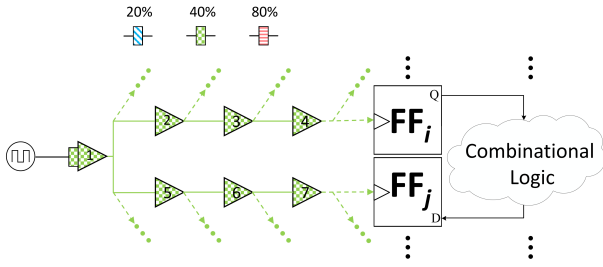 20% 40% 80%
2 3 4
Q
FFi
1
Combinational
Logic
5 6 7
FFj
D